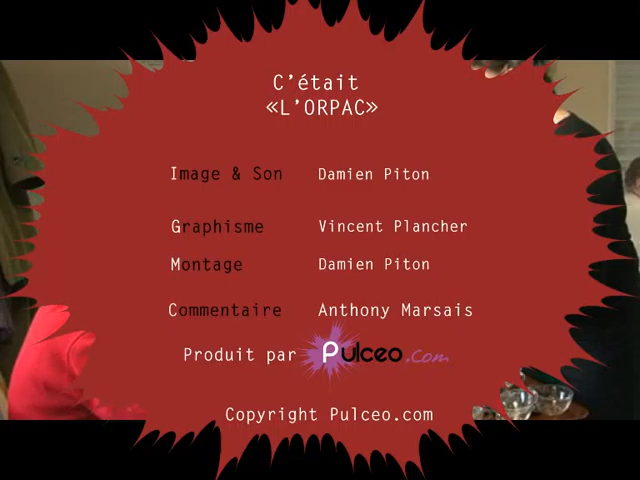 C'était
«L'ORPAC»
Image & Son Damien Piton
Graphisme Vincent Plancher
Montage Damien Piton
Commentaire Anthony Marsais
Produit par Pulceo.com
Copyright Pulceo.com